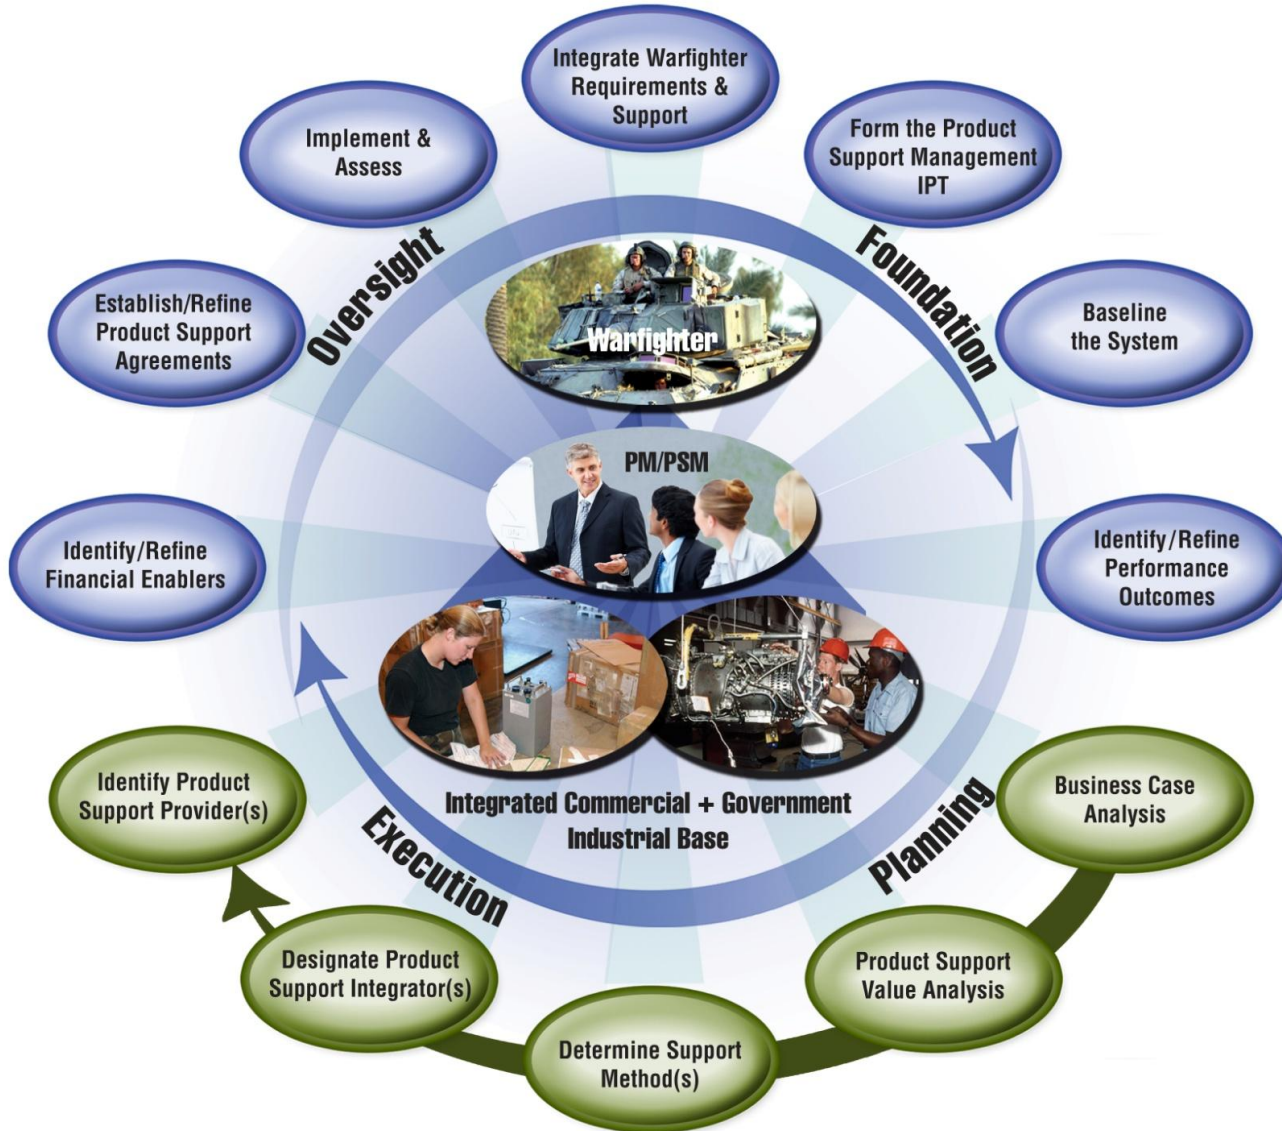 Integrate Warfighter
Requirements &
Support
Form the Product
Support Management
IPT
Baseline
the System
Identify/Refine
Performance
Outcomes
Business Case
Analysis
Product Support
Value Analysis
Determine Support
Method(s)
Designate Product
Support Integrator(s)
Identify Product
Support Provider(s)
Identify/Refine
Financial Enablers
Establish/Refine
Product Support
Agreements
Implement &
Assess
Oversight
Foundation
Planning
Execution
Warfighter
PM/PSM
Integrated Commercial + Government
Industrial Base